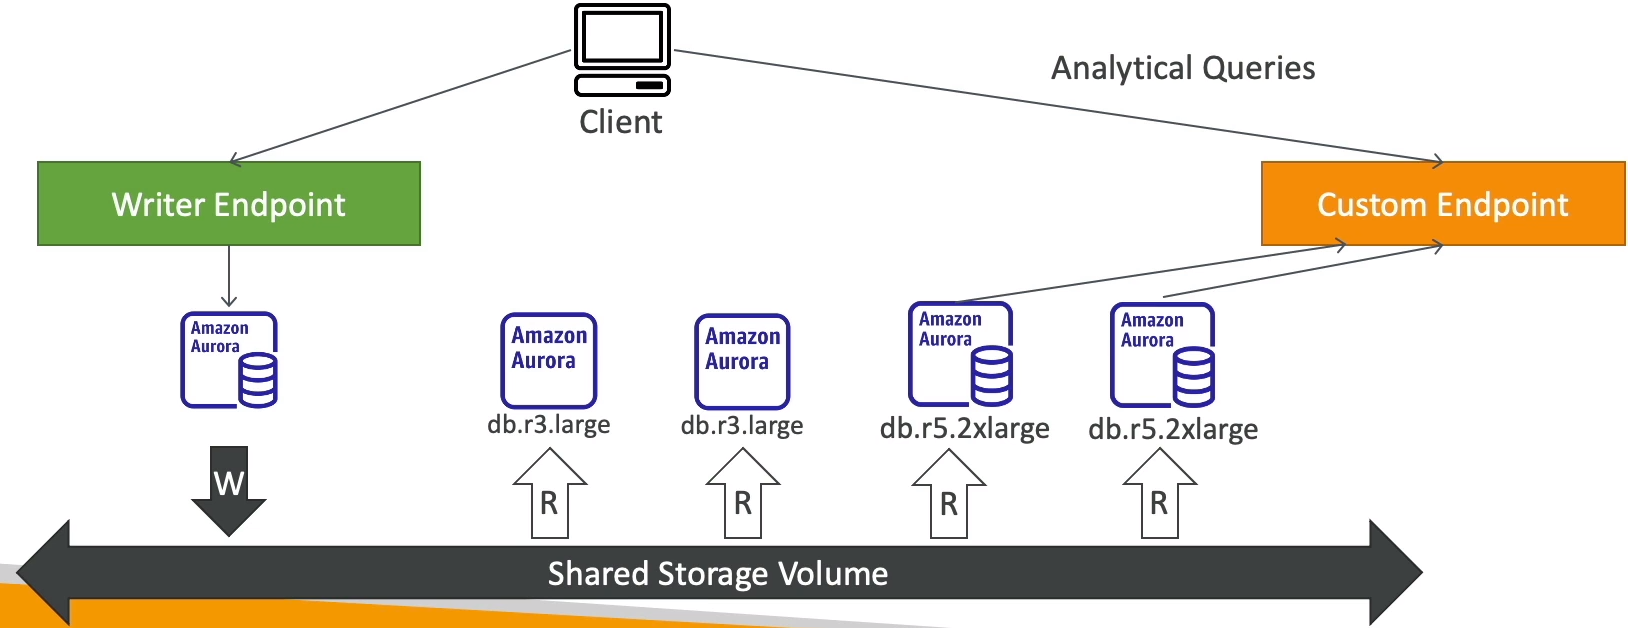 Client
Analytical Queries
Writer Endpoint
Custom Endpoint
Amazon
Aurora
Amazon
Aurora
db.r3.large
Amazon
Aurora
db.r3.large
Amazon
Aurora
db.r5.2xlarge
Amazon
Aurora
db.r5.2xlarge
W
R
R
R
R
Shared Storage Volume